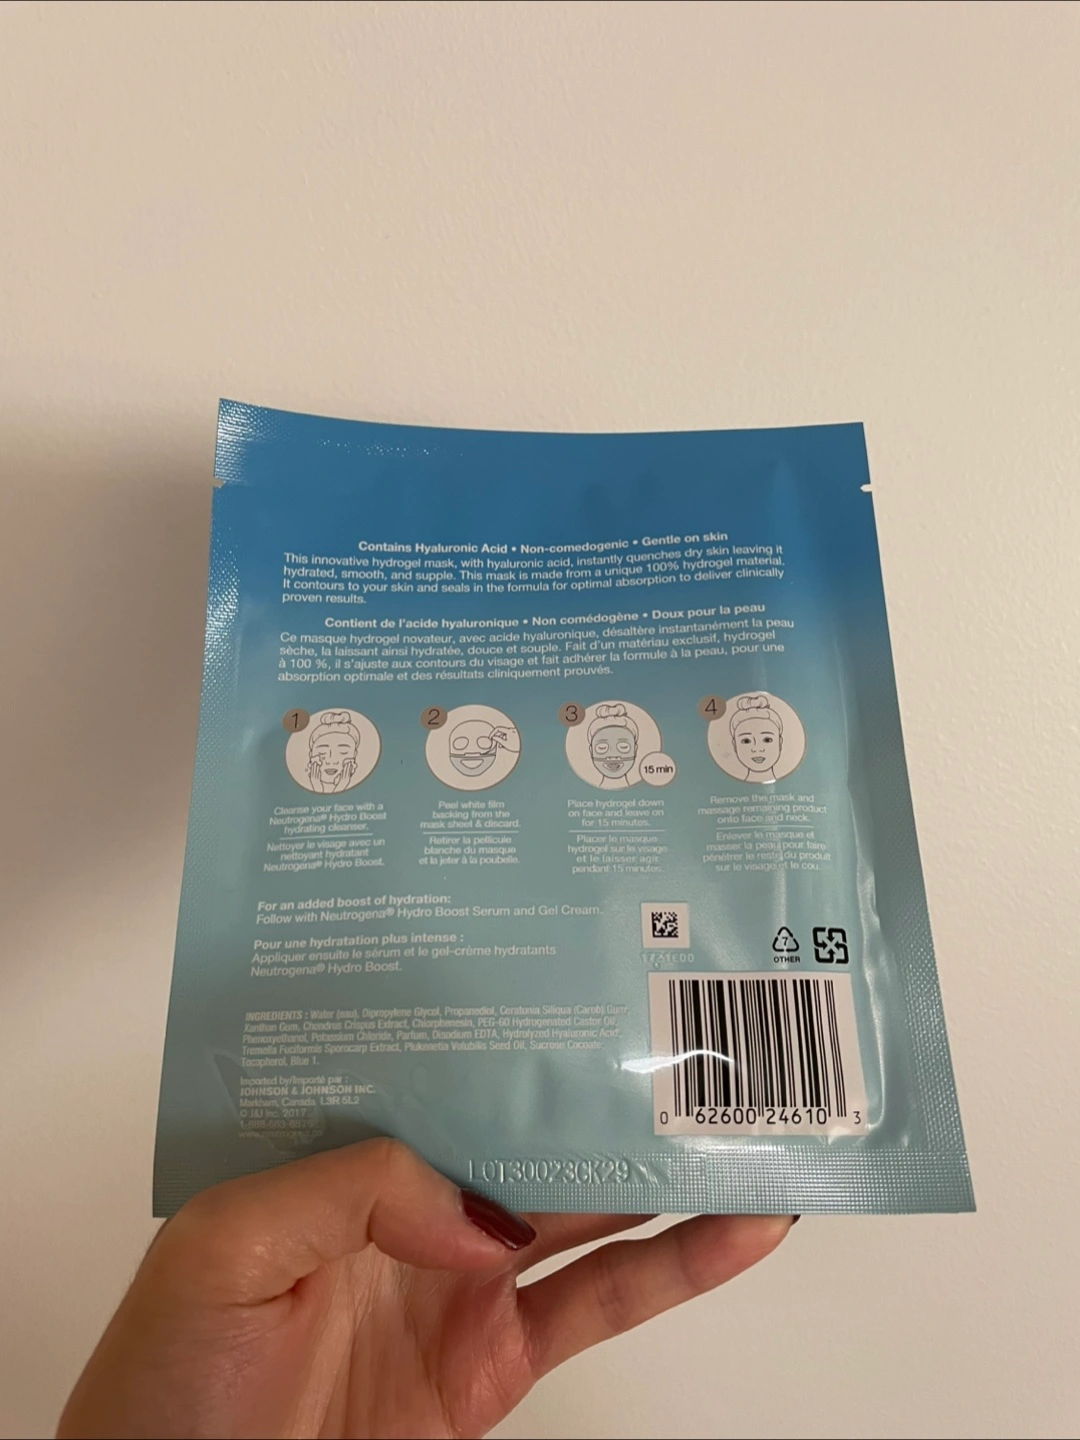 Contains Hyaluronic Acid • Non-comedogenic • Gentle on skin
This innovative hydrogel mask, with hyaluronic acid, instantly quenches dry skin leaving it
hydrated, smooth, and supple. This mask is made from a unique 100% hydrogel material.
It contours to your skin and seals in the formula for optimal absorption to deliver clinically
proven results.
Contient de l'acide hyaluronique • Non comédogène • Doux pour la peau
Ce masque hydrogel novateur, avec acide hyaluronique, désaltère instantanément la peau
sèche, la laissant ainsi hydratée, douce et souple. Fait d'un matériau exclusif, hydrogel
à 100 %, il s'ajuste aux contours du visage et fait adhérer la formule à la peau, pour une
absorption optimale et des résultats cliniquement prouvés.
1
Cleanse your face with a
Neutrogena® Hydro Boost
hydrating cleanser.
Nettoyer le visage avec un
nettoyant hydratant
Neutrogena® Hydro Boost.
2
Peel white film
backing from the
mask sheet & discard.
Retirer la pellicule
blanche du masque
et la jeter à la poubelle.
3
15 min
Place hydrogel down
on face and leave on
for 15 minutes.
Placer le masque
hydrogel sur le visage
et le laisser agir
pendant 15 minutes.
4
Remove the mask and
massage remaining product
onto face and neck.
Enlever le masque et
masser la peau pour faire
pénétrer le reste du produit
sur le visage et le cou.
For an added boost of hydration:
Follow with Neutrogena® Hydro Boost Serum and Gel Cream.
Pour une hydratation plus intense :
Appliquer ensuite le sérum et le gel-crème hydratants
Neutrogena® Hydro Boost.
7
OTHER
INGREDIENTS : Water (eau), Dipropylene Glycol, Propanediol, Ceratonia Siliqua (Carob) Gum,
Xanthan Gum, Chondrus Crispus Extract, Chlorphenesin, PEG-60 Hydrogenated Castor Oil,
Phenoxyethanol, Potassium Chloride, Parfum, Disodium EDTA, Hydrolyzed Hyaluronic Acid,
Tremella Fuciformis Sporocarp Extract, Plukenetia Volubilis Seed Oil, Sucrose Cocoate,
Tocopherol, Blue 1.
Imported by/Importé par :
JOHNSON & JOHNSON INC.
Markham, Canada L3R 5L2
© J&J Inc. 2017
0 62600 24610 3
LOT30023CK29